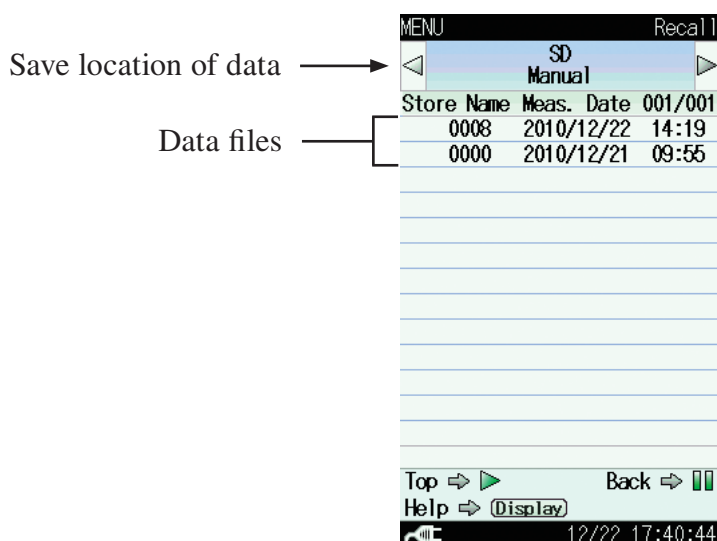 MENU Recall
Save location of data
SD
Manual
Store Name Meas. Date 001/001
Data files
0008 2010/12/22 14:19
0000 2010/12/21 09:55
Top ⇨ ▷ Back ⇨ ▯▯
Help ⇨ Display
12/22 17:40:44